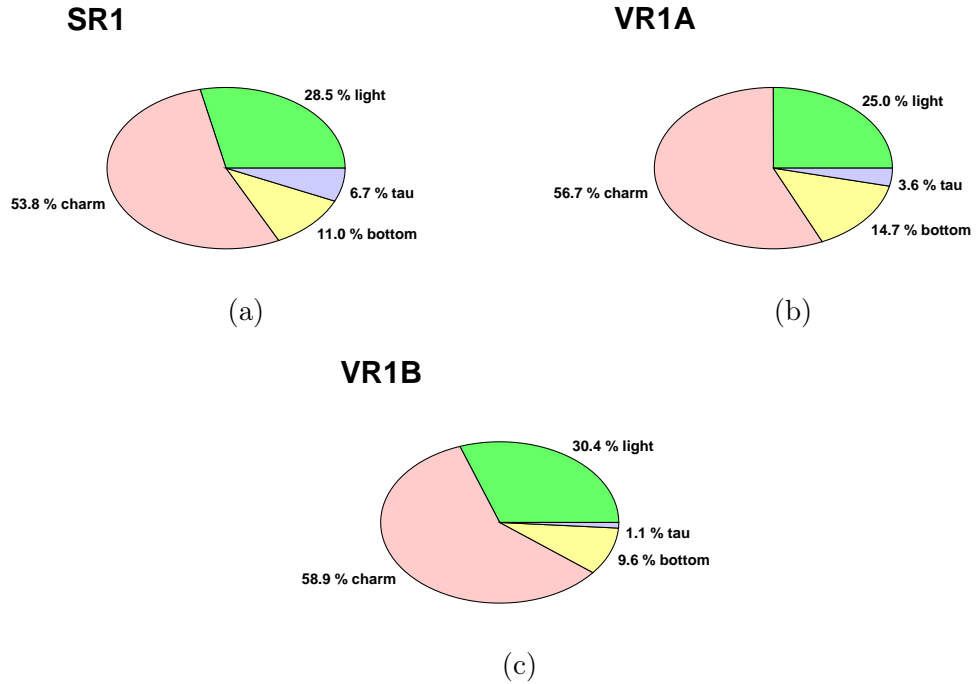 SR1
28.5 % light
53.8 % charm
6.7 % tau
11.0 % bottom
(a)
VR1A
25.0 % light
56.7 % charm
3.6 % tau
14.7 % bottom
(b)
VR1B
30.4 % light
58.9 % charm
1.1 % tau
9.6 % bottom
(c)